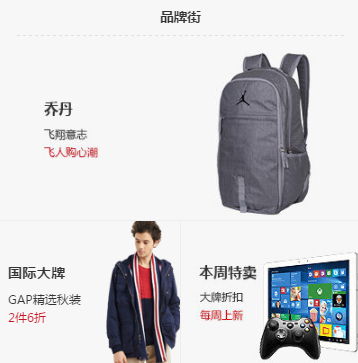 品牌街
乔丹
飞翔意志
飞人购心潮
国际大牌
GAP精选秋装
2件6折
本周特卖
大牌折扣
每周上新